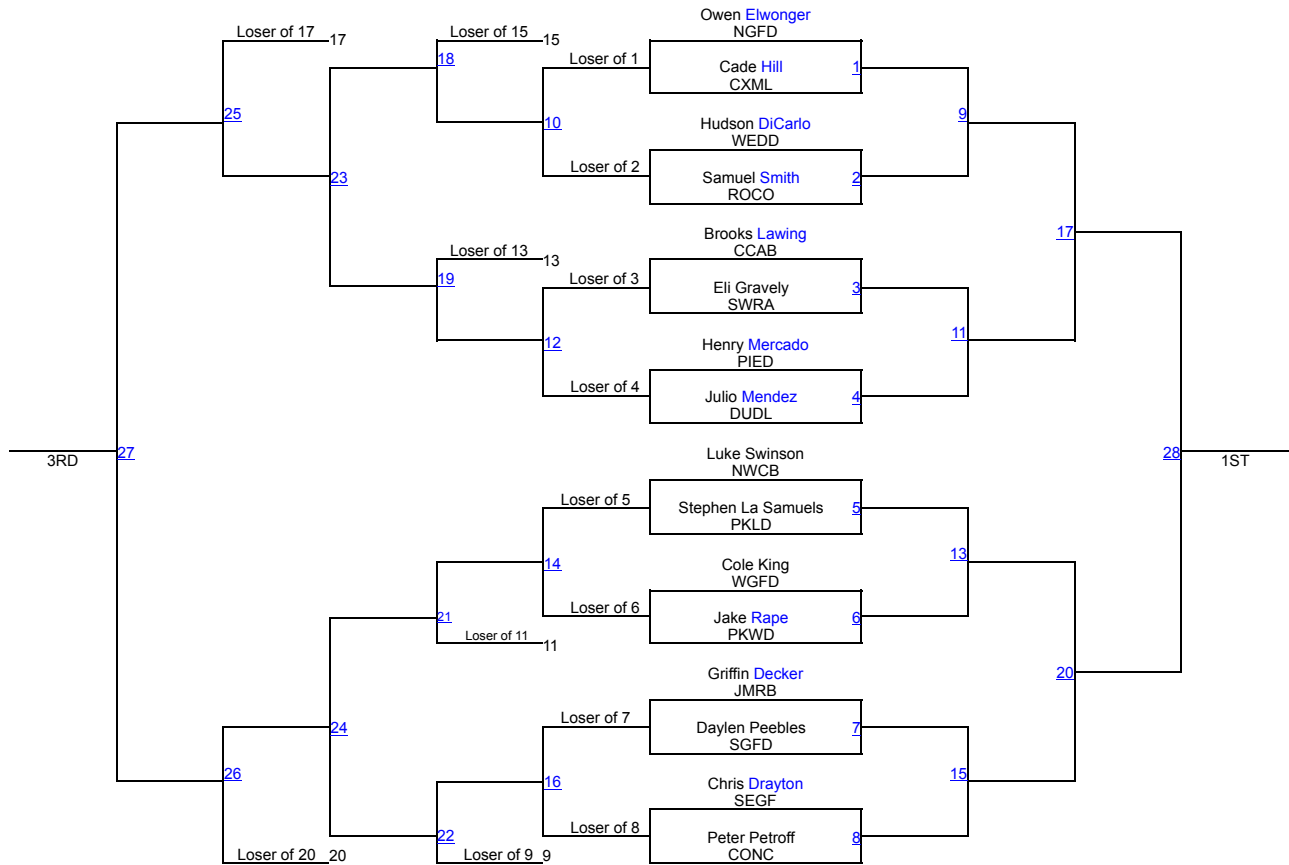 Owen Elwonger
NGFD
Loser of 17 17
Loser of 15 15
18
Loser of 1
Cade Hill 1
CXML
25
10
9
Hudson DiCarlo
WEDD
Loser of 2
23
Samuel Smith 2
ROCO
Brooks Lawing
CCAB
17
Loser of 13 13
19
Loser of 3
Eli Gravely 3
SWRA
12
11
Henry Mercado
PIED
Loser of 4
Julio Mendez 4
DUDL
3RD
27
Luke Swinson
NWCB
28
1ST
Loser of 5
Stephen La Samuels 5
PKLD
14
13
Cole King
WGFD
21
Loser of 6
Jake Rape 6
PKWD
Loser of 11 11
Griffin Decker
JMRB
20
Loser of 7
24
Daylen Peebles 7
SGFD
26
16
15
Chris Drayton
SEGF
22
Loser of 8
Peter Petroff 8
CONC
Loser of 20 20
Loser of 9 9